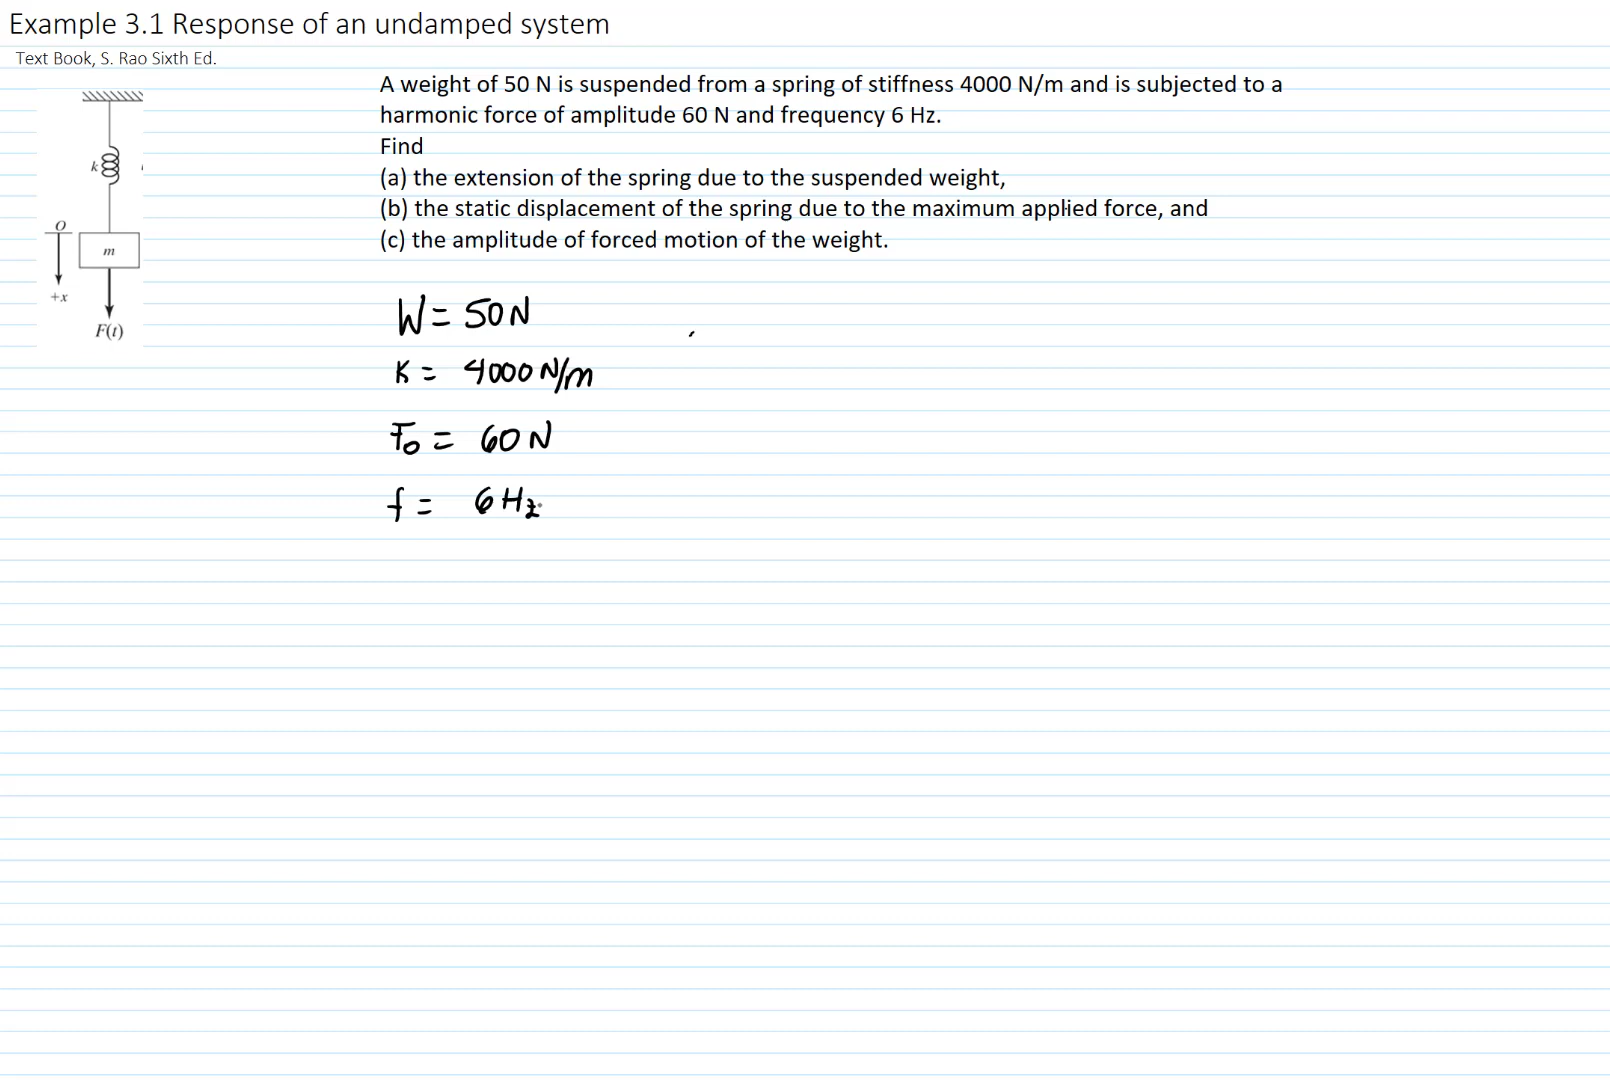 Example 3.1 Response of an undamped system
Text Book, S. Rao Sixth Ed.
A weight of 50 N is suspended from a spring of stiffness 4000 N/m and is subjected to a
harmonic force of amplitude 60 N and frequency 6 Hz.
Find
(a) the extension of the spring due to the suspended weight,
(b) the static displacement of the spring due to the maximum applied force, and
(c) the amplitude of forced motion of the weight.
k
O
m
+x
F(t)
W = 50 N
K = 4000 N/m
F₀ = 60 N
f = 6 Hz